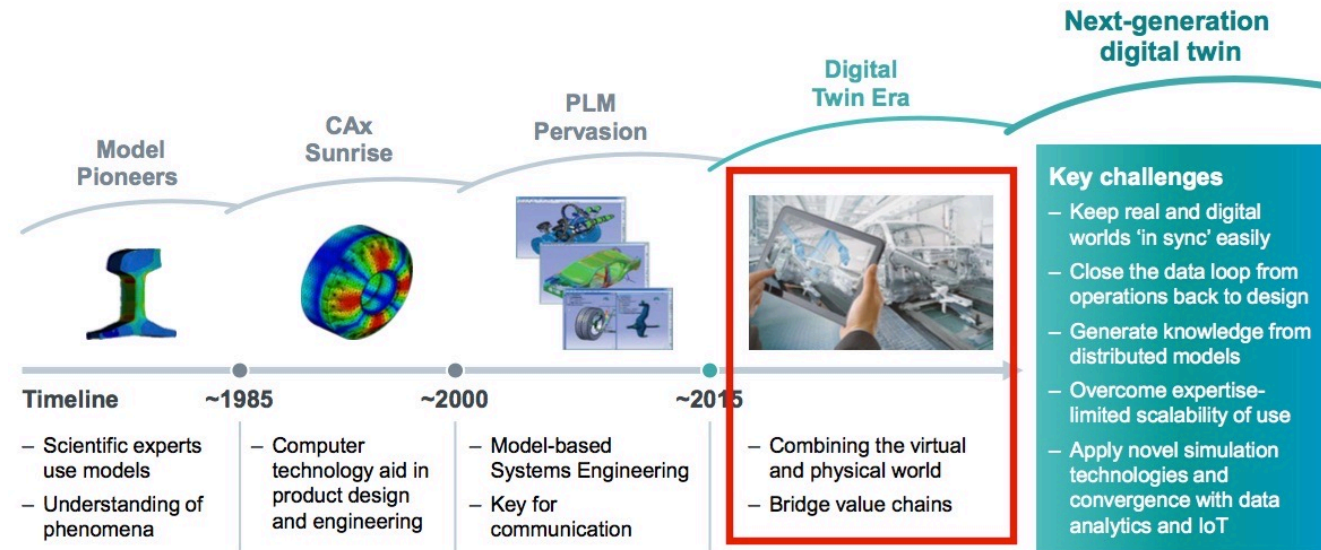 Model
Pioneers
CAx
Sunrise
PLM
Pervasion
Digital
Twin Era
Next-generation
digital twin
Timeline
~1985
~2000
~2015
– Scientific experts
use models
– Understanding of
phenomena
– Computer
technology aid in
product design
and engineering
– Model-based
Systems Engineering
– Key for
communication
– Combining the virtual
and physical world
– Bridge value chains
Key challenges
– Keep real and digital
worlds ‘in sync’ easily
– Close the data loop from
operations back to design
– Generate knowledge from
distributed models
– Overcome expertise-
limited scalability of use
– Apply novel simulation
technologies and
convergence with data
analytics and IoT